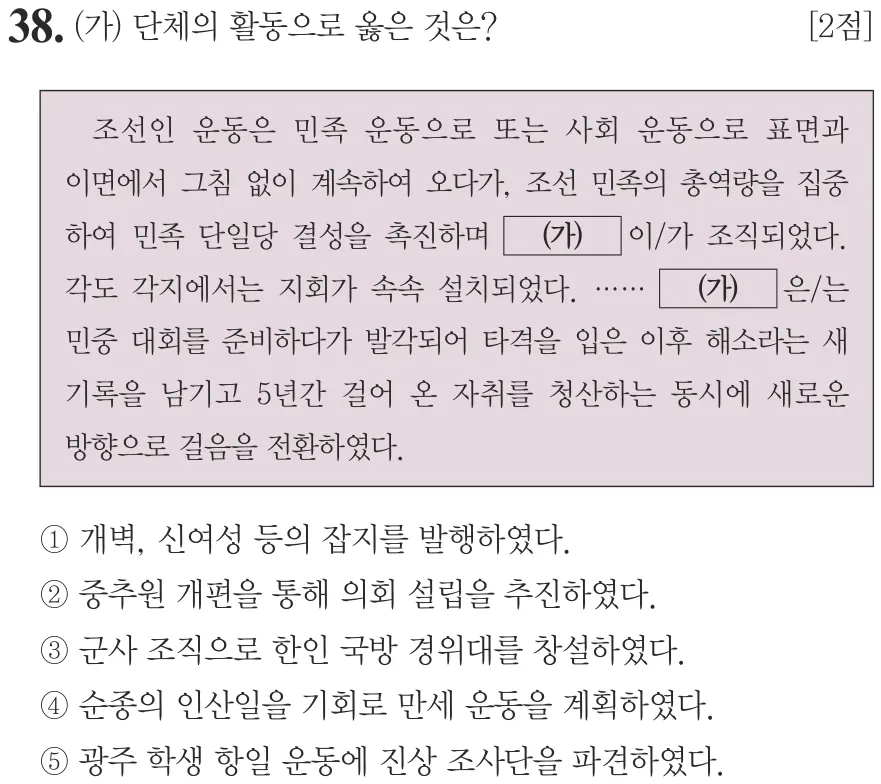 38. (가) 단체의 활동으로 옳은 것은? [2점]
조선인 운동은 민족 운동으로 또는 사회 운동으로 표면과
이면에서 그침 없이 계속하여 오다가, 조선 민족의 총역량을 집중
하여 민족 단일당 결성을 촉진하며 (가) 이/가 조직되었다.
각도 각지에서는 지회가 속속 설치되었다. …… (가) 은/는
민중 대회를 준비하다가 발각되어 타격을 입은 이후 해소라는 새
기록을 남기고 5년간 걸어 온 자취를 청산하는 동시에 새로운
방향으로 걸음을 전환하였다.
① 개벽, 신여성 등의 잡지를 발행하였다.
② 중추원 개편을 통해 의회 설립을 추진하였다.
③ 군사 조직으로 한인 국방 경위대를 창설하였다.
④ 순종의 인산일을 기회로 만세 운동을 계획하였다.
⑤ 광주 학생 항일 운동에 진상 조사단을 파견하였다.